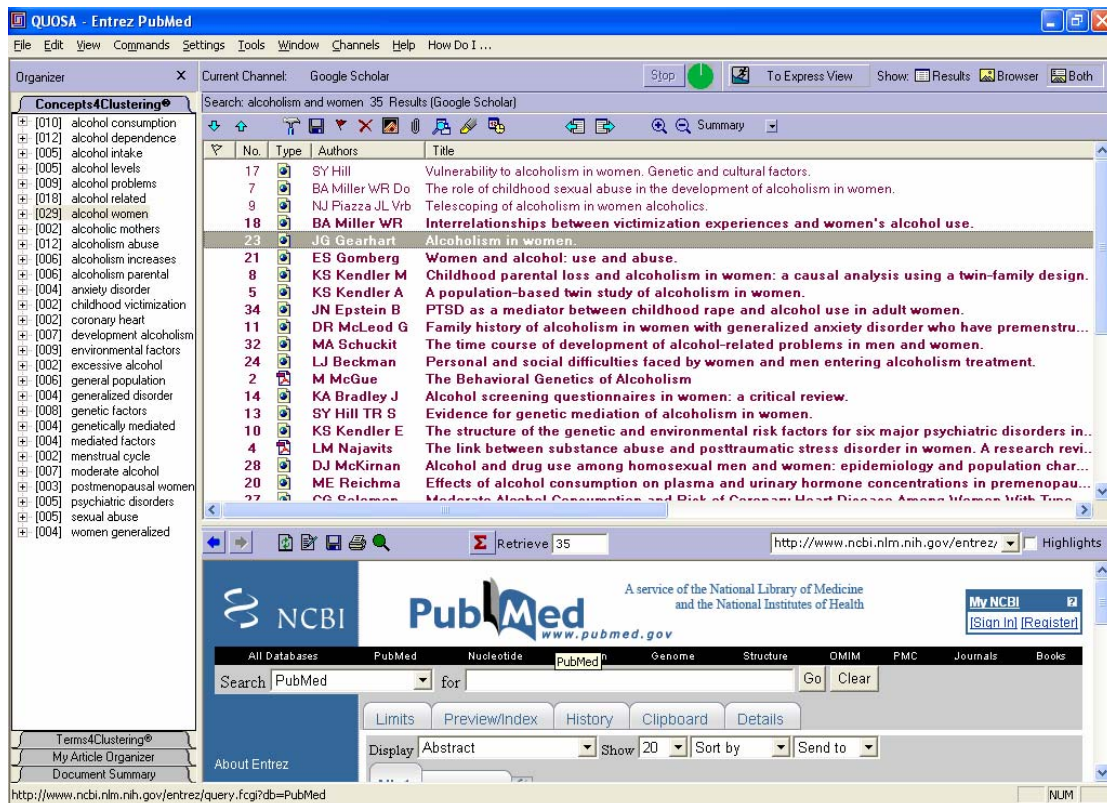 QUOSA - Entrez PubMed
File Edit View Commands Settings Tools Window Channels Help How Do I ...
Organizer X Current Channel: Google Scholar Stop To Express View Show: Results Browser Both
Concepts4Clustering®
[010] alcohol consumption
[012] alcohol dependence
[005] alcohol intake
[005] alcohol levels
[009] alcohol problems
[018] alcohol related
[029] alcohol women
[002] alcoholic mothers
[012] alcoholism abuse
[006] alcoholism increases
[006] alcoholism parental
[004] anxiety disorder
[002] childhood victimization
[002] coronary heart
[007] development alcoholism
[009] environmental factors
[002] excessive alcohol
[006] general population
[004] generalized disorder
[008] genetic factors
[004] genetically mediated
[004] mediated factors
[002] menstrual cycle
[007] moderate alcohol
[003] postmenopausal women
[005] psychiatric disorders
[005] sexual abuse
[004] women generalized
Terms4Clustering®
My Article Organizer
Document Summary
Search: alcoholism and women 35 Results (Google Scholar)
Summary
No. Type Authors Title
17 SY Hill Vulnerability to alcoholism in women. Genetic and cultural factors.
7 BA Miller WR Do The role of childhood sexual abuse in the development of alcoholism in women.
9 NJ Piazza JL Vrb Telescoping of alcoholism in women alcoholics.
18 BA Miller WR Interrelationships between victimization experiences and women's alcohol use.
23 JG Gearhart Alcoholism in women.
21 ES Gomberg Women and alcohol: use and abuse.
8 KS Kendler M Childhood parental loss and alcoholism in women: a causal analysis using a twin-family design.
5 KS Kendler A A population-based twin study of alcoholism in women.
34 JN Epstein B PTSD as a mediator between childhood rape and alcohol use in adult women.
11 DR McLeod G Family history of alcoholism in women with generalized anxiety disorder who have premenstru...
32 MA Schuckit The time course of development of alcohol-related problems in men and women.
24 LJ Beckman Personal and social difficulties faced by women and men entering alcoholism treatment.
2 M McGue The Behavioral Genetics of Alcoholism
14 KA Bradley J Alcohol screening questionnaires in women: a critical review.
13 SY Hill TR S Evidence for genetic mediation of alcoholism in women.
10 KS Kendler E The structure of the genetic and environmental risk factors for six major psychiatric disorders in..
4 LM Najavits The link between substance abuse and posttraumatic stress disorder in women. A research revi...
28 DJ McKirnan Alcohol and drug use among homosexual men and women: epidemiology and population char...
20 ME Reichma Effects of alcohol consumption on plasma and urinary hormone concentrations in premenopau...
27 CG Solomon Moderate Alcohol Consumption and Risk of Coronary Heart Disease Among Women With Type
Σ Retrieve 35 http://www.ncbi.nlm.nih.gov/entrez/ Highlights
NCBI
PubMed
www.pubmed.gov
A service of the National Library of Medicine
and the National Institutes of Health
My NCBI ?
[Sign In] [Register]
All Databases PubMed Nucleotide PubMed Genome Structure OMIM PMC Journals Books
Search PubMed for Go Clear
Limits Preview/Index History Clipboard Details
Display Abstract Show 20 Sort by Send to
About Entrez
http://www.ncbi.nlm.nih.gov/entrez/query.fcgi?db=PubMed NUM